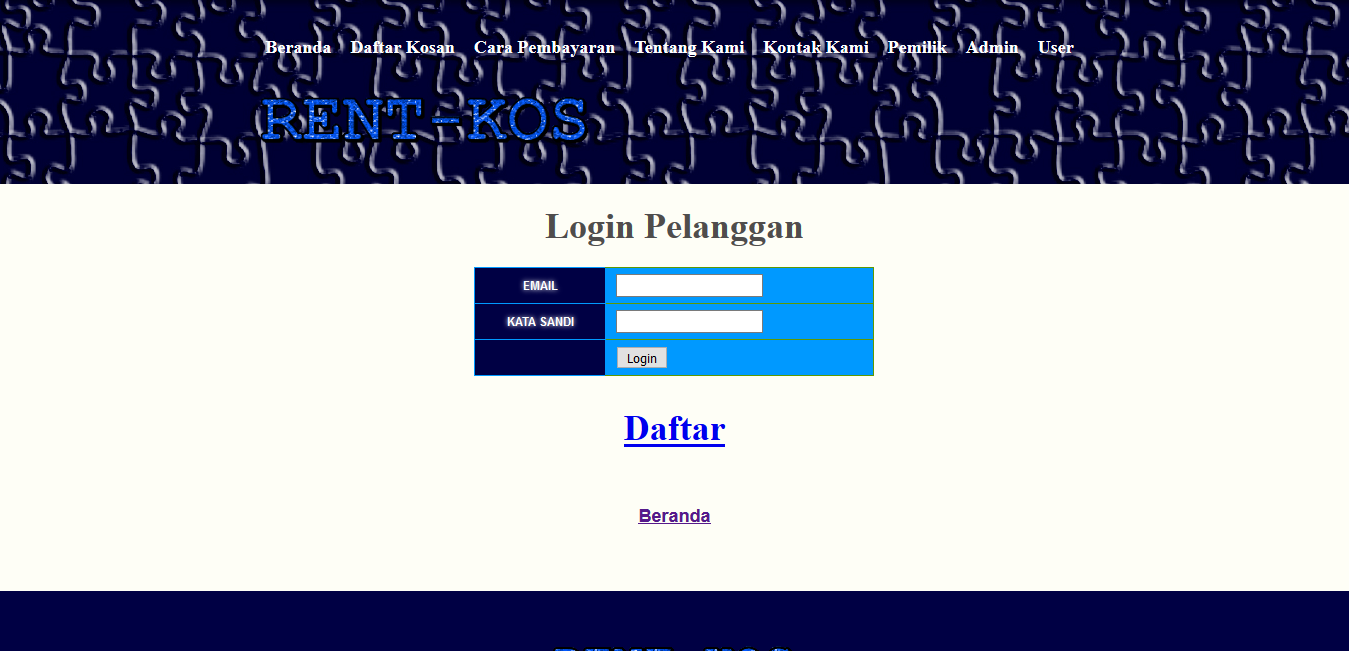 Beranda Daftar Kosan Cara Pembayaran Tentang Kami Kontak Kami Pemilik Admin User
RENT-KOS
Login Pelanggan
EMAIL
KATA SANDI
Login
Daftar
Beranda